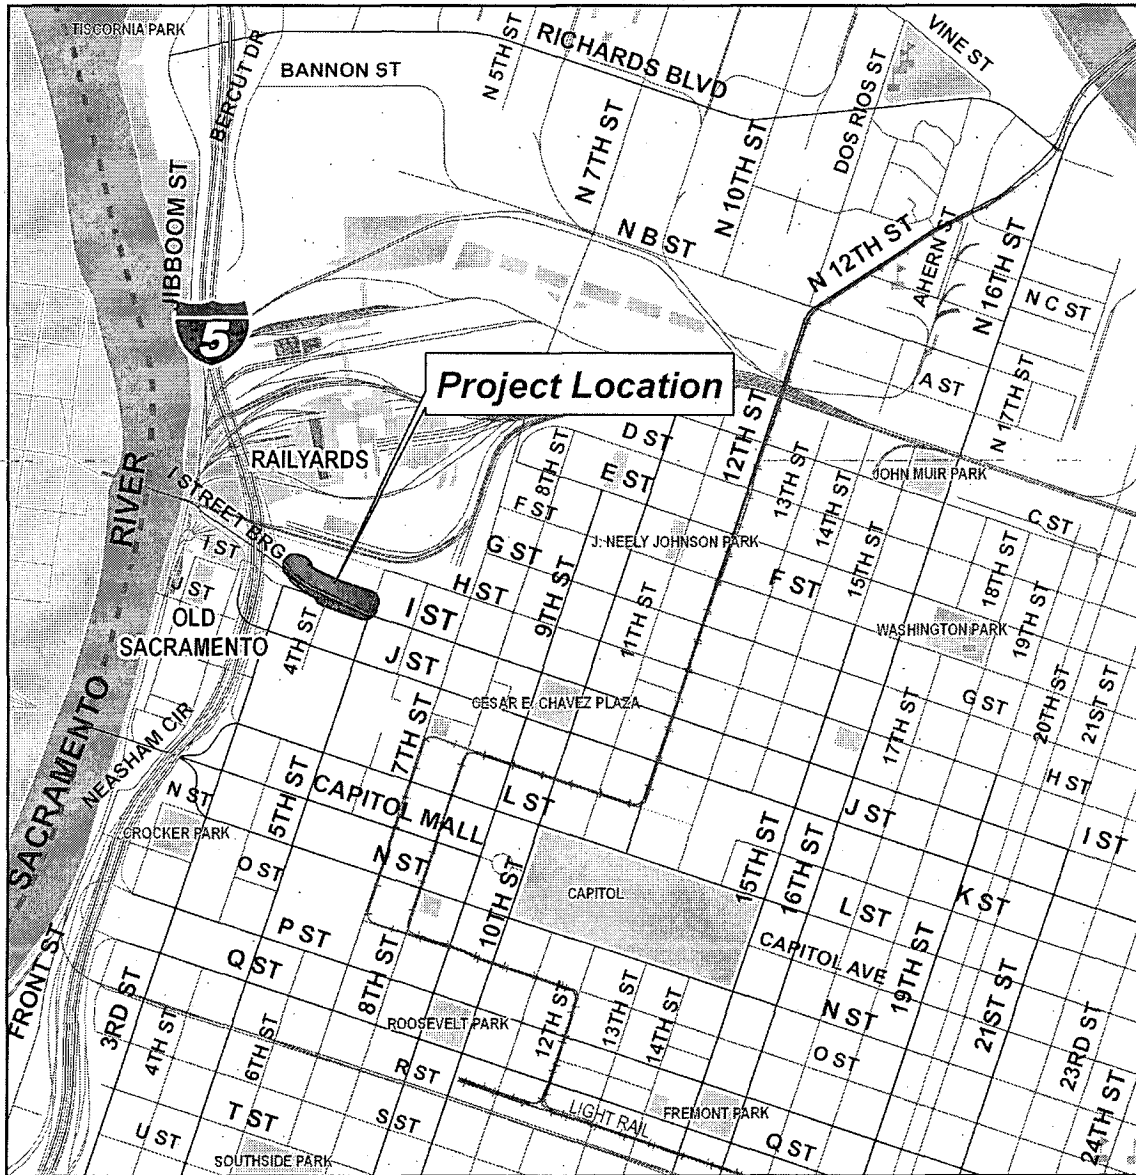 TISCORNIA PARK
BERCUT DR
BANNON ST
N 5TH ST
RICHARDS BLVD
VINE ST
DOS RIOS ST
N 7TH ST
N 10TH ST
JIBBOOM ST
N B ST
N 12TH ST
AHERN ST
N 16TH ST
N C ST
5
Project Location
A ST
N 17TH ST
12TH ST
D ST
E ST
8TH ST
F ST
RAILYARDS
13TH ST
14TH ST
15TH ST
JOHN MUIR PARK
C ST
I STREET BRG
RIVER
I ST
J ST
G ST
J. NEELY JOHNSON PARK
F ST
18TH ST
19TH ST
H ST
9TH ST
11TH ST
I ST
OLD
SACRAMENTO
4TH ST
J ST
WASHINGTON PARK
G ST
20TH ST
21ST ST
17TH ST
CESAR E. CHAVEZ PLAZA
7TH ST
SACRAMENTO
NEASHAM CIR
N ST
5TH ST
CAPITOL MALL
L ST
H ST
J ST
I ST
CROCKER PARK
O ST
N ST
10TH ST
CAPITOL
15TH ST
16TH ST
L ST
K ST
CAPITOL AVE
19TH ST
21ST ST
P ST
Q ST
8TH ST
FRONT ST
3RD ST
4TH ST
6TH ST
ROOSEVELT PARK
12TH ST
13TH ST
14TH ST
N ST
O ST
23RD ST
24TH ST
R ST
LIGHT RAIL
FREMONT PARK
Q ST
T ST
S ST
U ST
SOUTHSIDE PARK